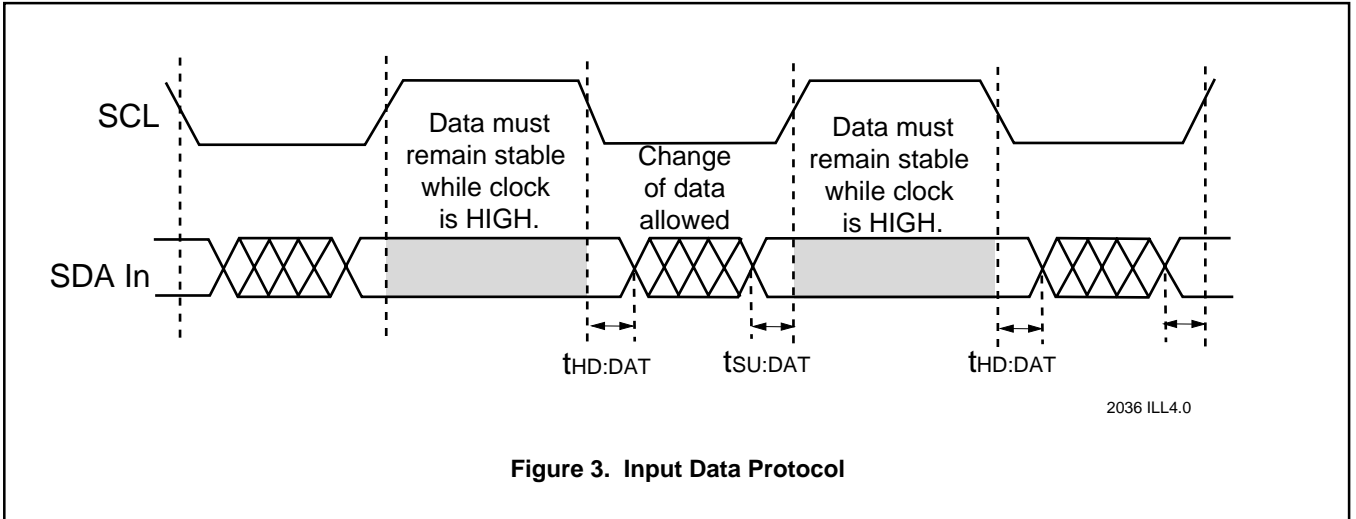 SCL
Data must
remain stable
while clock
is HIGH.
Change
of data
allowed
Data must
remain stable
while clock
is HIGH.
SDA In
tHD:DAT
tSU:DAT
tHD:DAT
2036 ILL4.0
Figure 3. Input Data Protocol